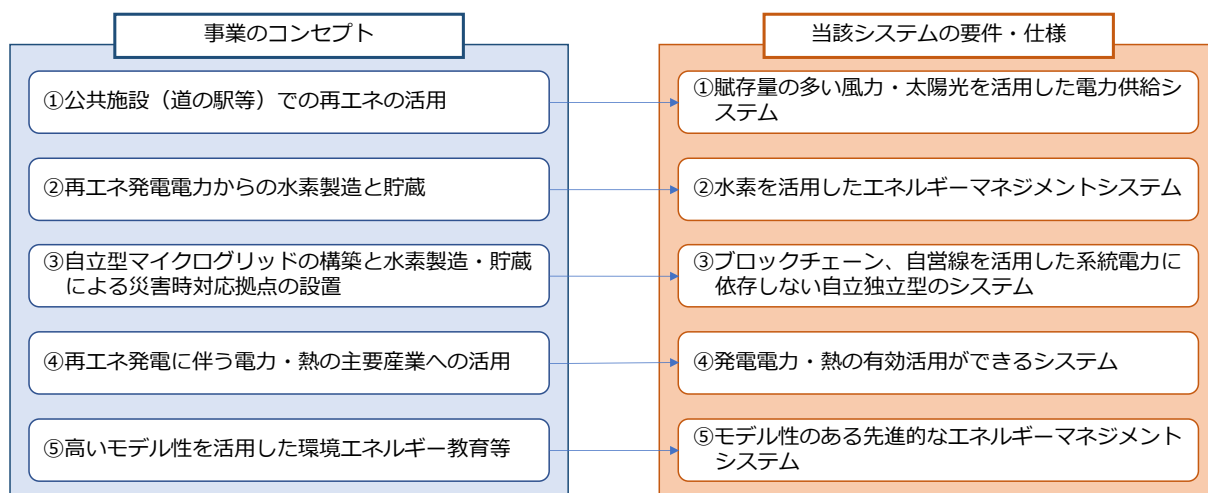 事業のコンセプト
①公共施設（道の駅等）での再エネの活用
②再エネ発電電力からの水素製造と貯蔵
③自立型マイクログリッドの構築と水素製造・貯蔵
による災害時対応拠点の設置
④再エネ発電に伴う電力・熱の主要産業への活用
⑤高いモデル性を活用した環境エネルギー教育等
当該システムの要件・仕様
①賦存量の多い風力・太陽光を活用した電力供給シ
ステム
②水素を活用したエネルギーマネジメントシステム
③ブロックチェーン、自営線を活用した系統電力に
依存しない自立独立型のシステム
④発電電力・熱の有効活用ができるシステム
⑤モデル性のある先進的なエネルギーマネジメント
システム